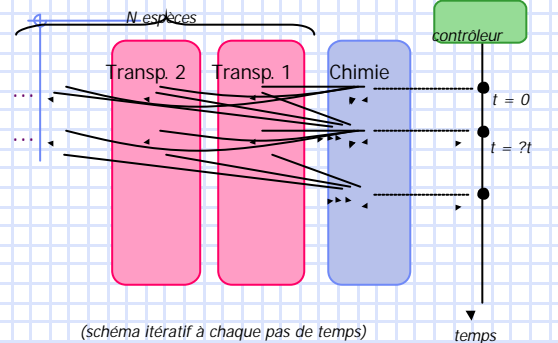 N espèces
contrôleur
Transp. 2
Transp. 1
Chimie
...
t = 0
...
t = ?t
(schéma itératif à chaque pas de temps)
temps